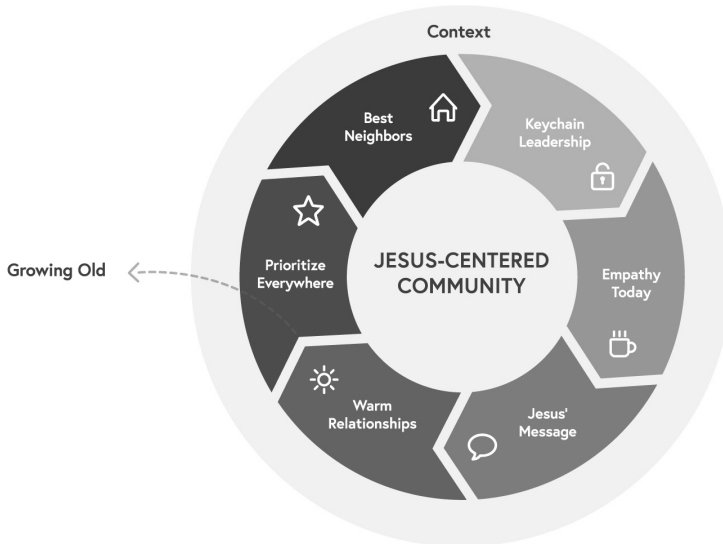 Context
Best
Neighbors
Keychain
Leadership
Growing Old
Prioritize
Everywhere
JESUS-CENTERED
COMMUNITY
Empathy
Today
Warm
Relationships
Jesus'
Message